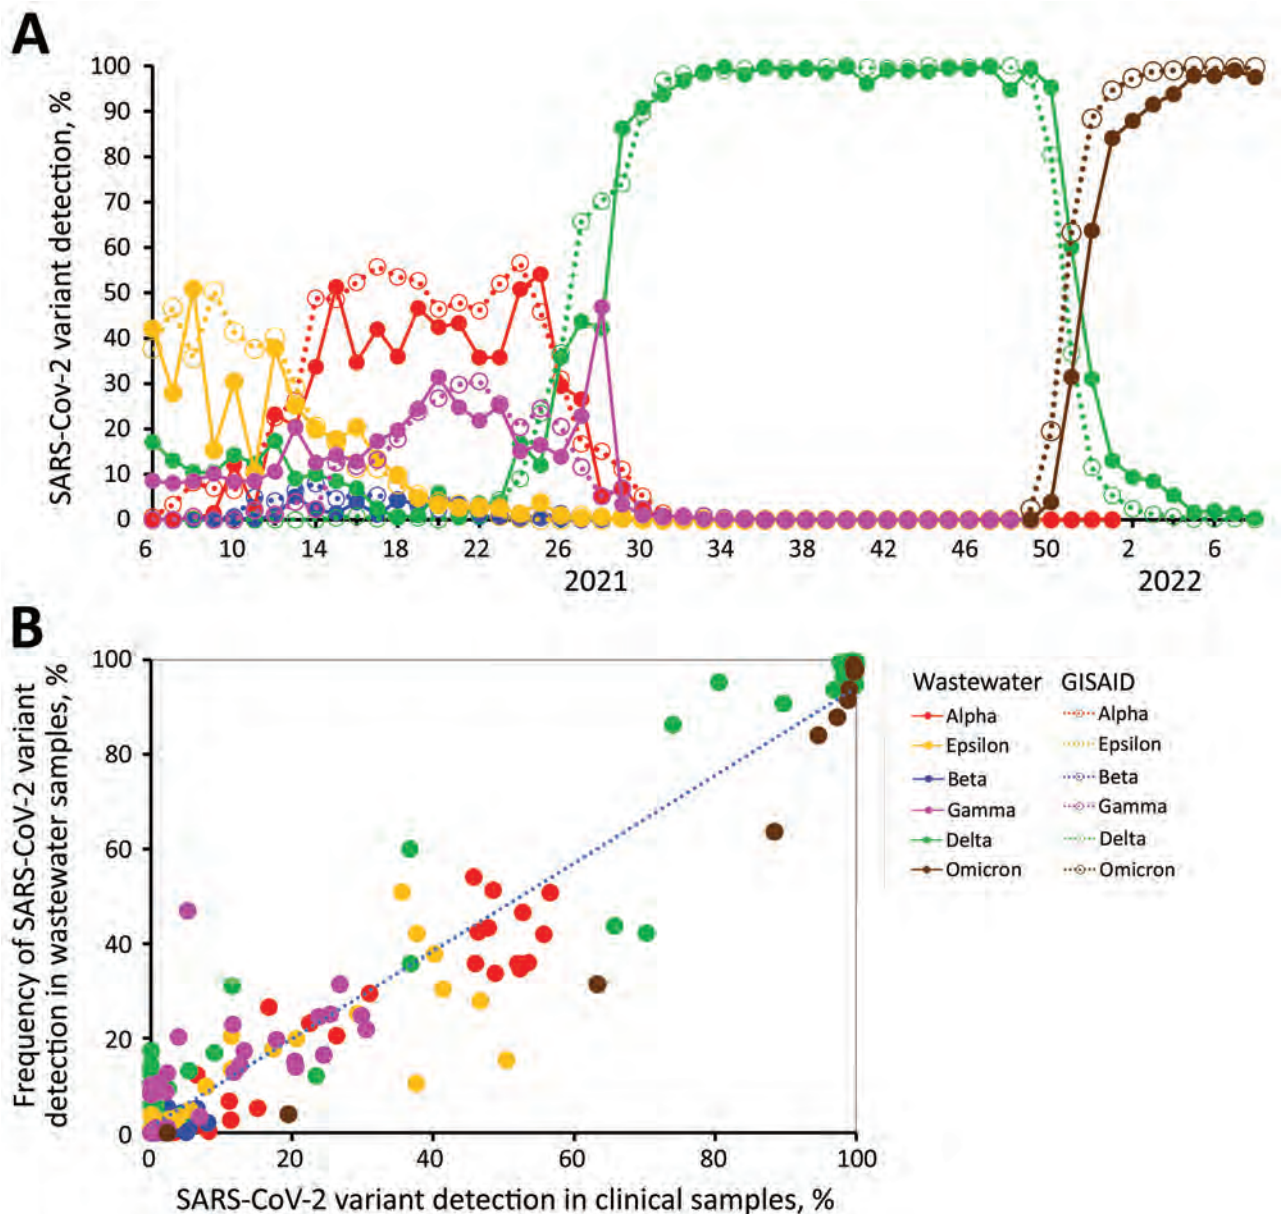 A
SARS-Cov-2 variant detection, %
100
90
80
70
60
50
40
30
20
10
0
6 10 14 18 22 26 30 34 38 42 46 50 2 6
2021 2022
B
Frequency of SARS-CoV-2 variant
detection in wastewater samples, %
100
80
60
40
20
0
0 20 40 60 80 100
SARS-CoV-2 variant detection in clinical samples, %
Wastewater GISAID
Alpha Alpha
Epsilon Epsilon
Beta Beta
Gamma Gamma
Delta Delta
Omicron Omicron